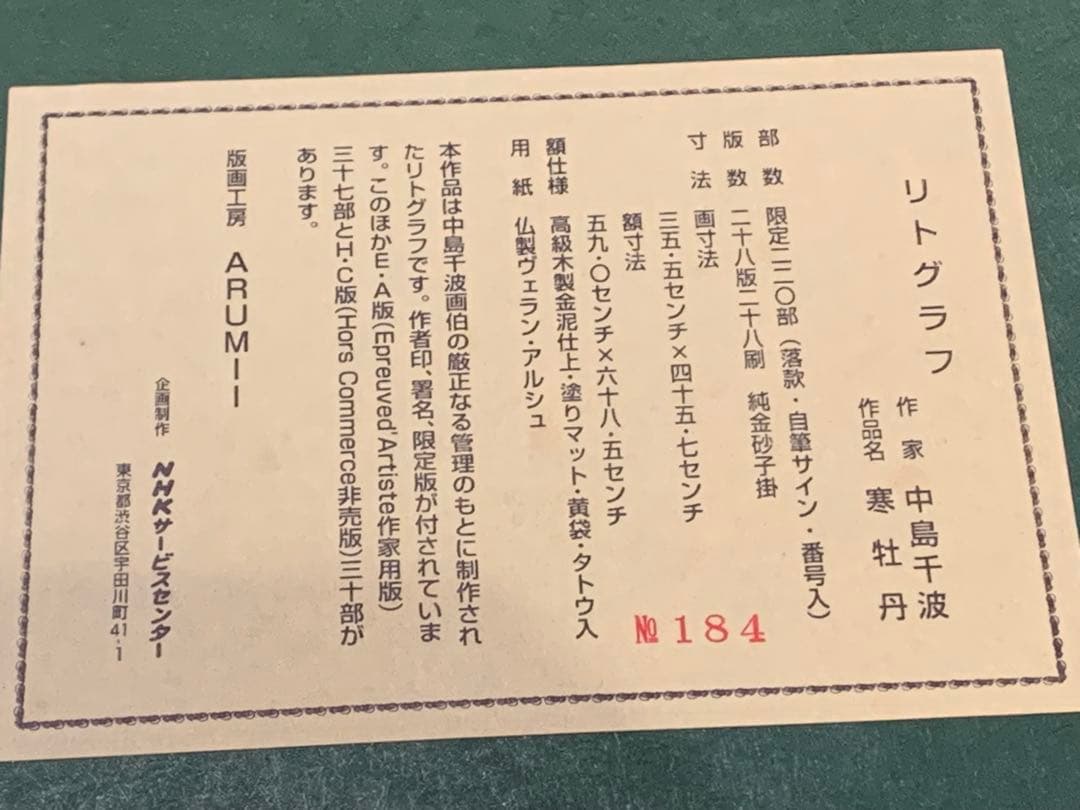 リトグラフ
作家 中島千波
作品名 寒牡丹
部数 限定二二〇部（落款・自筆サイン・番号入）
版数 二十八版二十八刷 純金砂子掛
寸法 画寸法
三五・五センチ×四十五・七センチ
額寸法
五九・〇センチ×六十八・五センチ
額仕様 高級木製金泥仕上・塗りマット・黄袋・タトウ入
用紙 仏製ヴェラン・アルシュ
№184
本作品は中島千波画伯の厳正なる管理のもとに制作され
たリトグラフです。作者印、署名、限定版が付されていま
す。このほかE・A版(Epreuved'Artiste作家用版)
三十七部とH・C版(Hors Commerce非売版)三十部が
あります。
版画工房 ARUMII
企画制作 NHKサービスセンター
東京都渋谷区宇田川町41-1